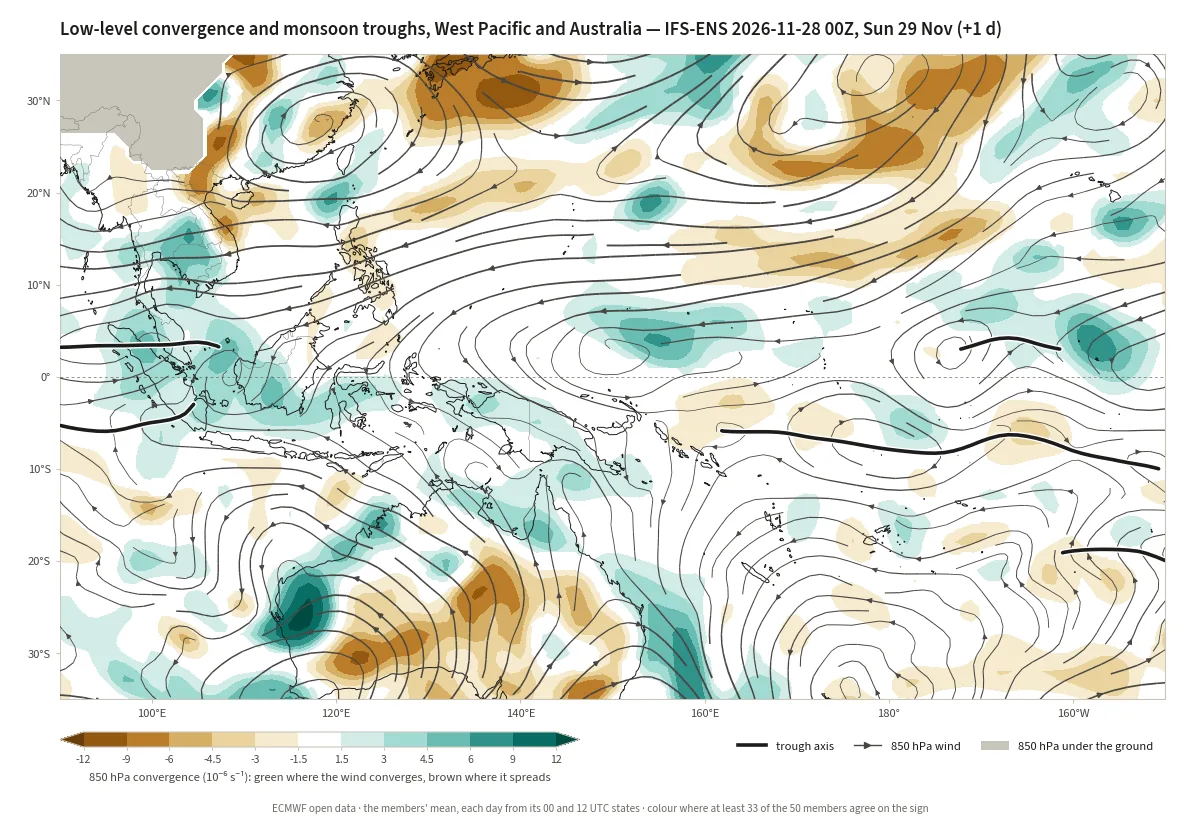 Low-level convergence and monsoon troughs, West Pacific and Australia — IFS-ENS 2026-11-28 00Z, Sun 29 Nov (+1 d)
30°N
20°N
10°N
0°
10°S
20°S
30°S
100°E 120°E 140°E 160°E 180° 160°W
-12 -9 -6 -4.5 -3 -1.5 1.5 3 4.5 6 9 12
850 hPa convergence (10⁻⁶ s⁻¹): green where the wind converges, brown where it spreads
trough axis 850 hPa wind 850 hPa under the ground
ECMWF open data · the members' mean, each day from its 00 and 12 UTC states · colour where at least 33 of the 50 members agree on the sign